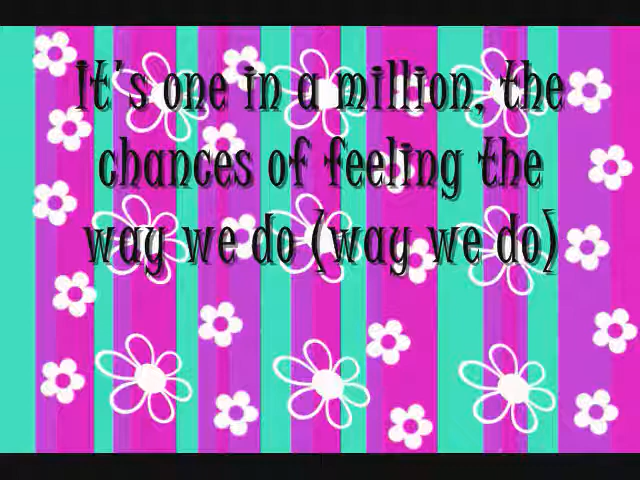 It's one in a million, the
chances of feeling the
way we do (way we do)